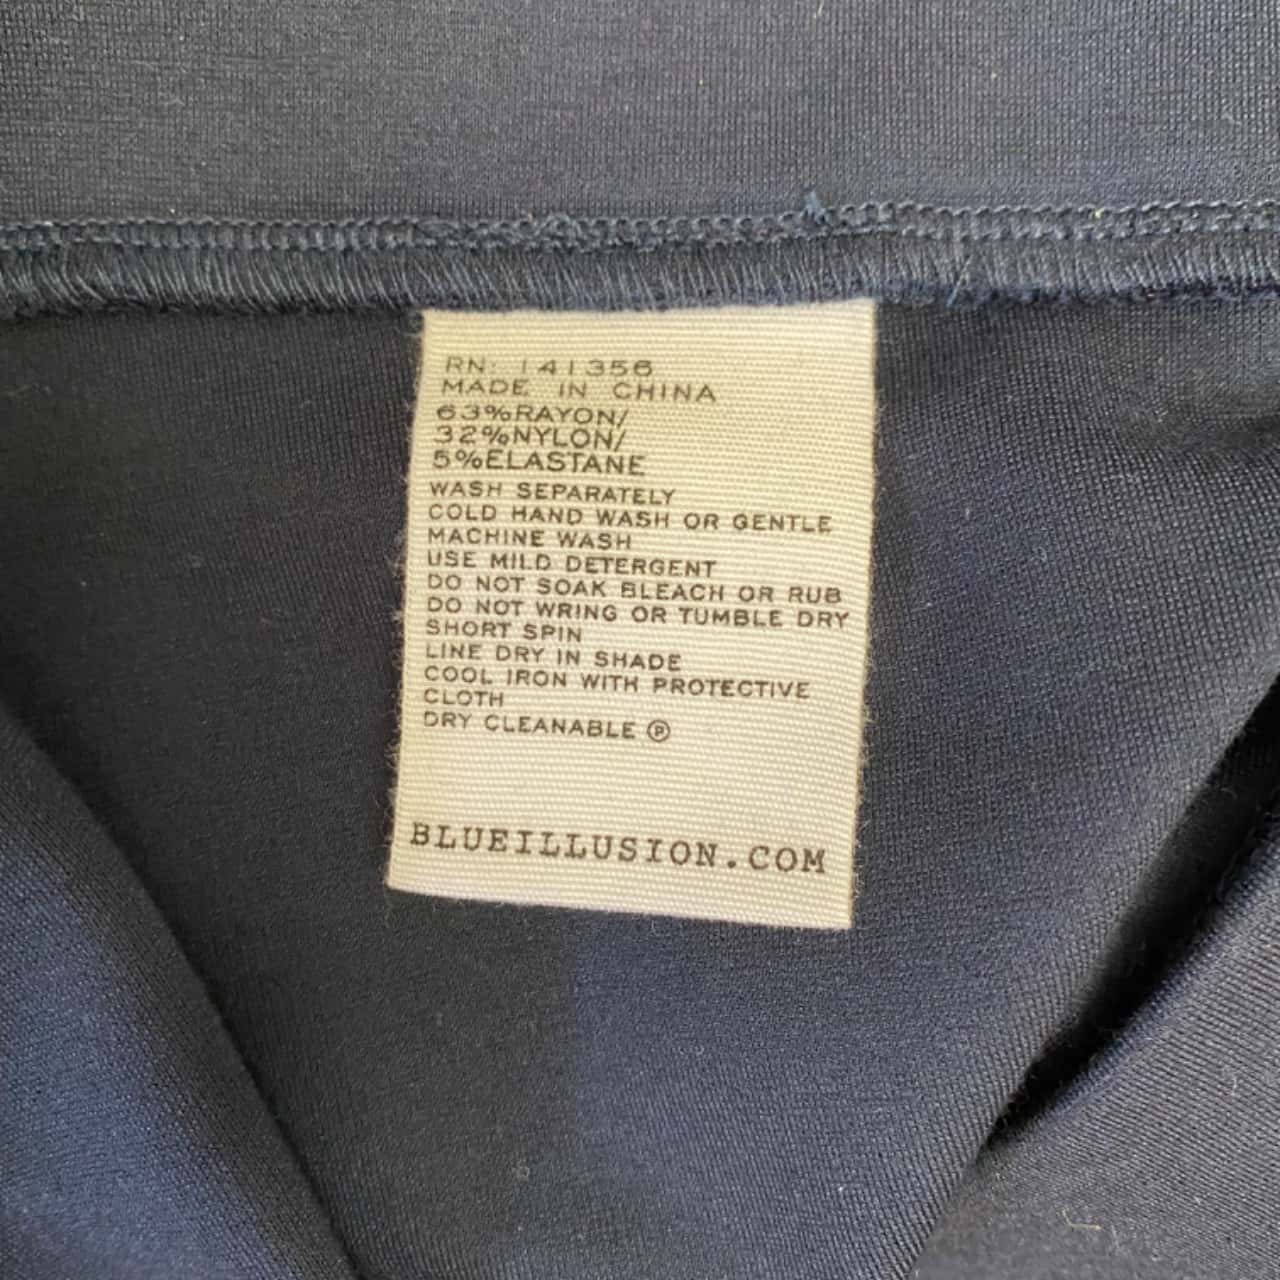 RN: 141356
MADE IN CHINA
63%RAYON/
32%NYLON/
5%ELASTANE
WASH SEPARATELY
COLD HAND WASH OR GENTLE
MACHINE WASH
USE MILD DETERGENT
DO NOT SOAK BLEACH OR RUB
DO NOT WRING OR TUMBLE DRY
SHORT SPIN
LINE DRY IN SHADE
COOL IRON WITH PROTECTIVE
CLOTH
DRY CLEANABLE Ⓟ
BLUEILLUSION.COM